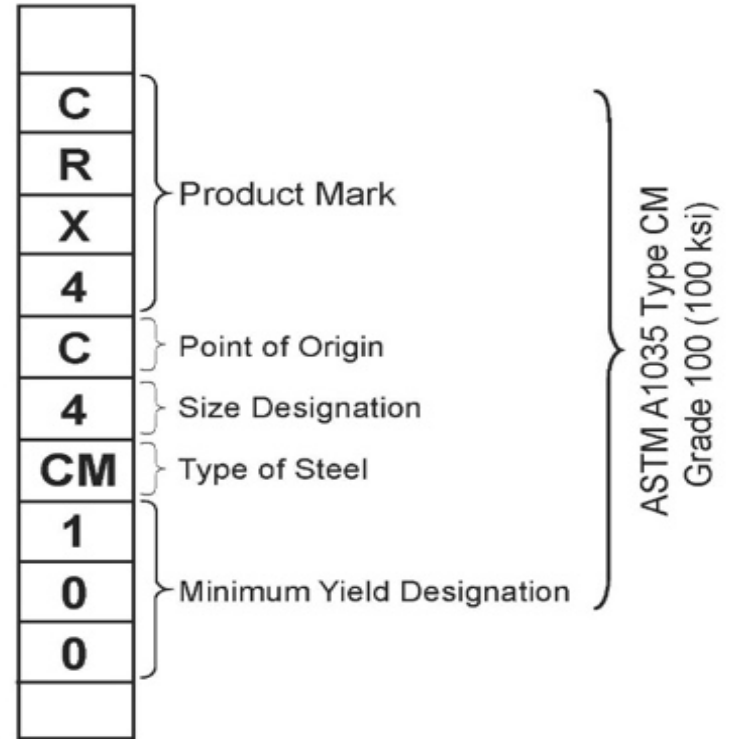 C
R
X
4
Product Mark
C
Point of Origin
4
Size Designation
CM
Type of Steel
1
0
0
Minimum Yield Designation
ASTM A1035 Type CM
Grade 100 (100 ksi)